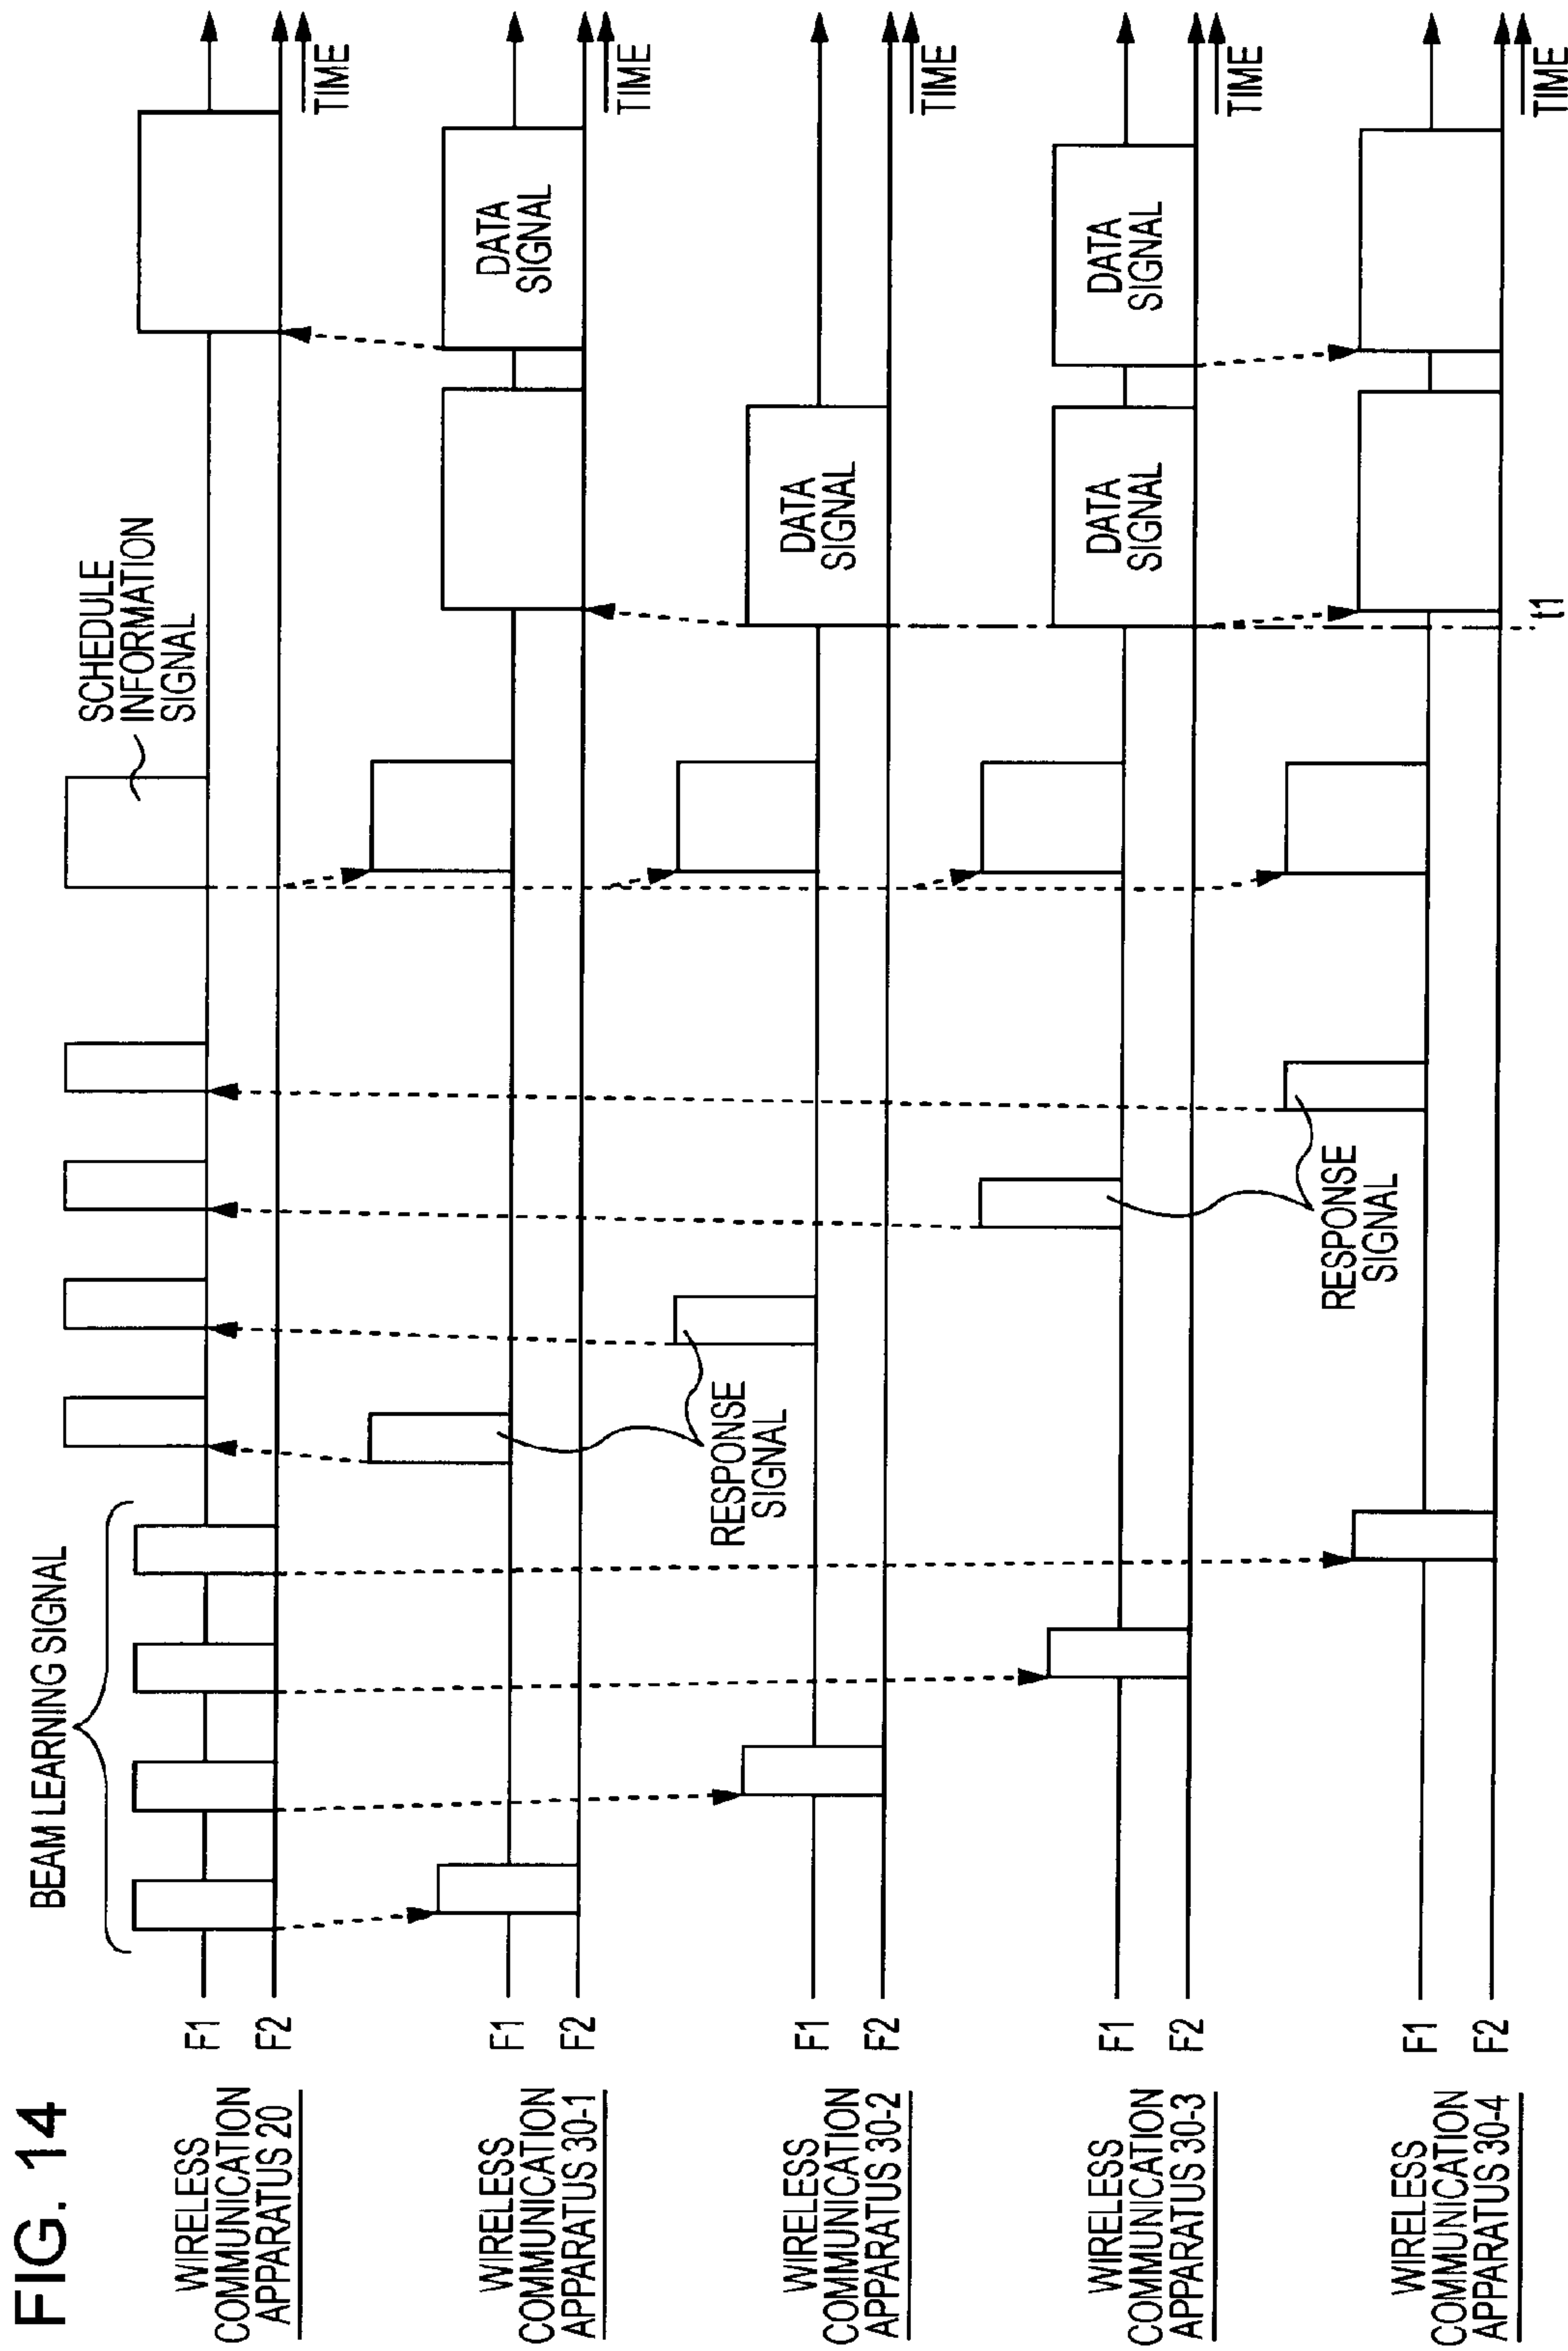 FIG. 14
BEAM LEARNING SIGNAL
SCHEDULE
INFORMATION
SIGNAL
WIRELESS
COMMUNICATION
APPARATUS 20
F1
F2
TIME
WIRELESS
COMMUNICATION
APPARATUS 30-1
F1
F2
DATA
SIGNAL
TIME
RESPONSE
SIGNAL
WIRELESS
COMMUNICATION
APPARATUS 30-2
F1
F2
DATA
SIGNAL
TIME
WIRELESS
COMMUNICATION
APPARATUS 30-3
F1
F2
DATA
SIGNAL
DATA
SIGNAL
TIME
RESPONSE
SIGNAL
WIRELESS
COMMUNICATION
APPARATUS 30-4
F1
F2
TIME
t1